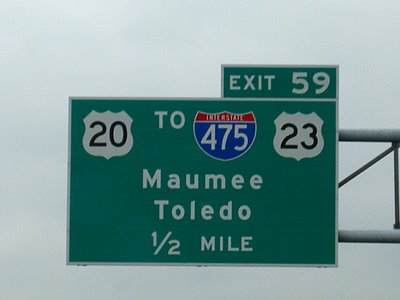 EXIT 59
20 TO INTERSTATE 475 23
Maumee
Toledo
1/2 MILE